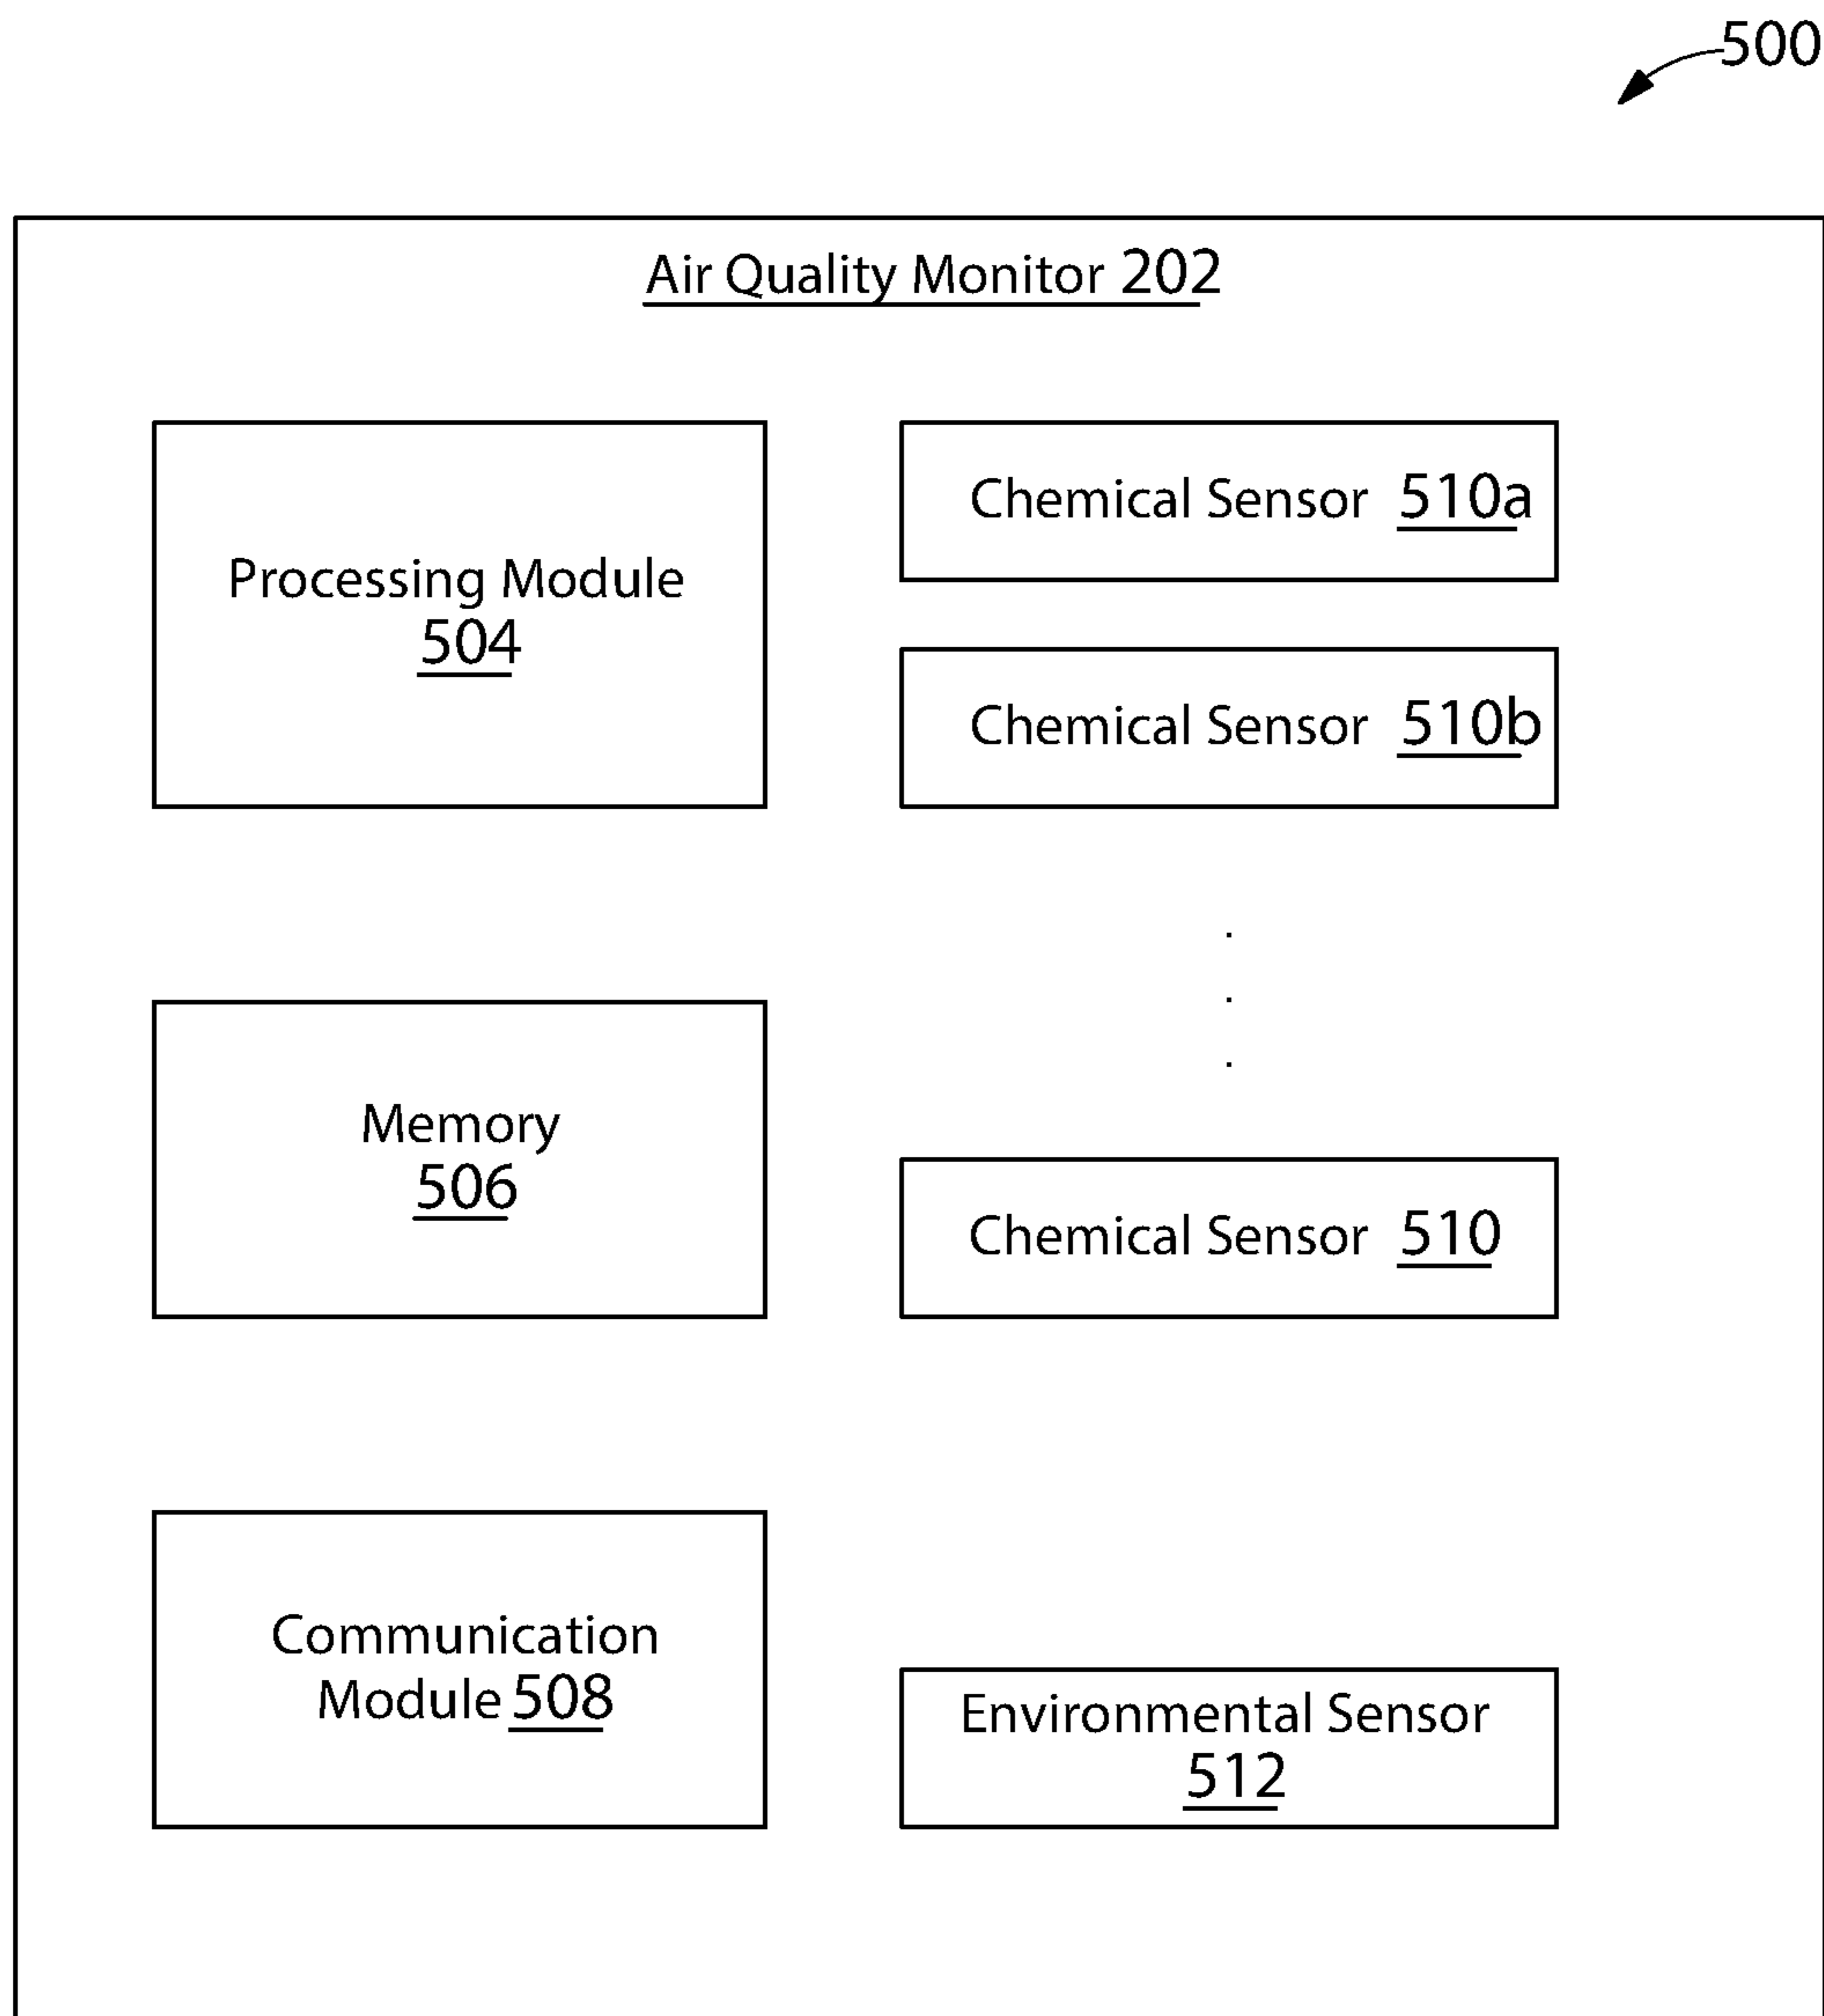 500
Air Quality Monitor 202
Processing Module
504
Chemical Sensor 510a
Chemical Sensor 510b
Memory
506
Chemical Sensor 510
Communication
Module 508
Environmental Sensor
512